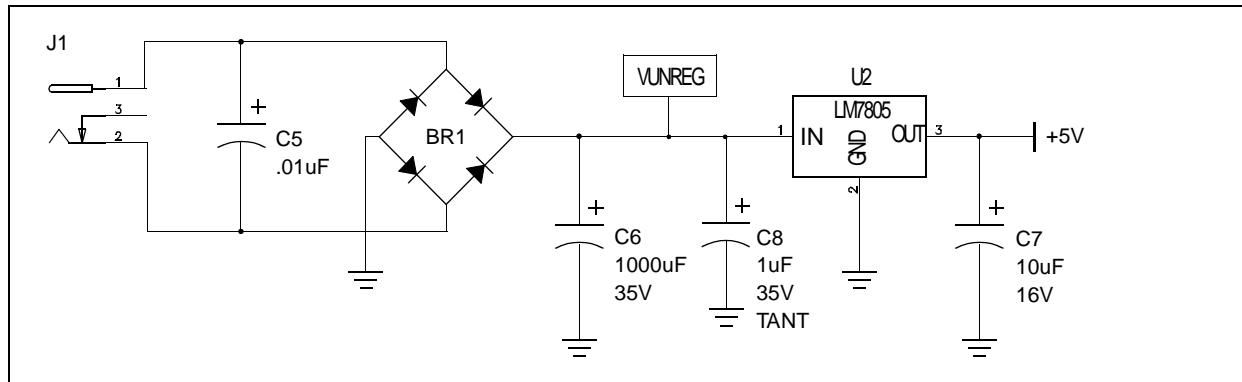 J1
1
3
2
+
C5
.01uF
BR1
VUNREG
+
C6
1000uF
35V
+
C8
1uF
35V
TANT
U2
LM7805
1
IN
GND
OUT
3
2
+5V
+
C7
10uF
16V